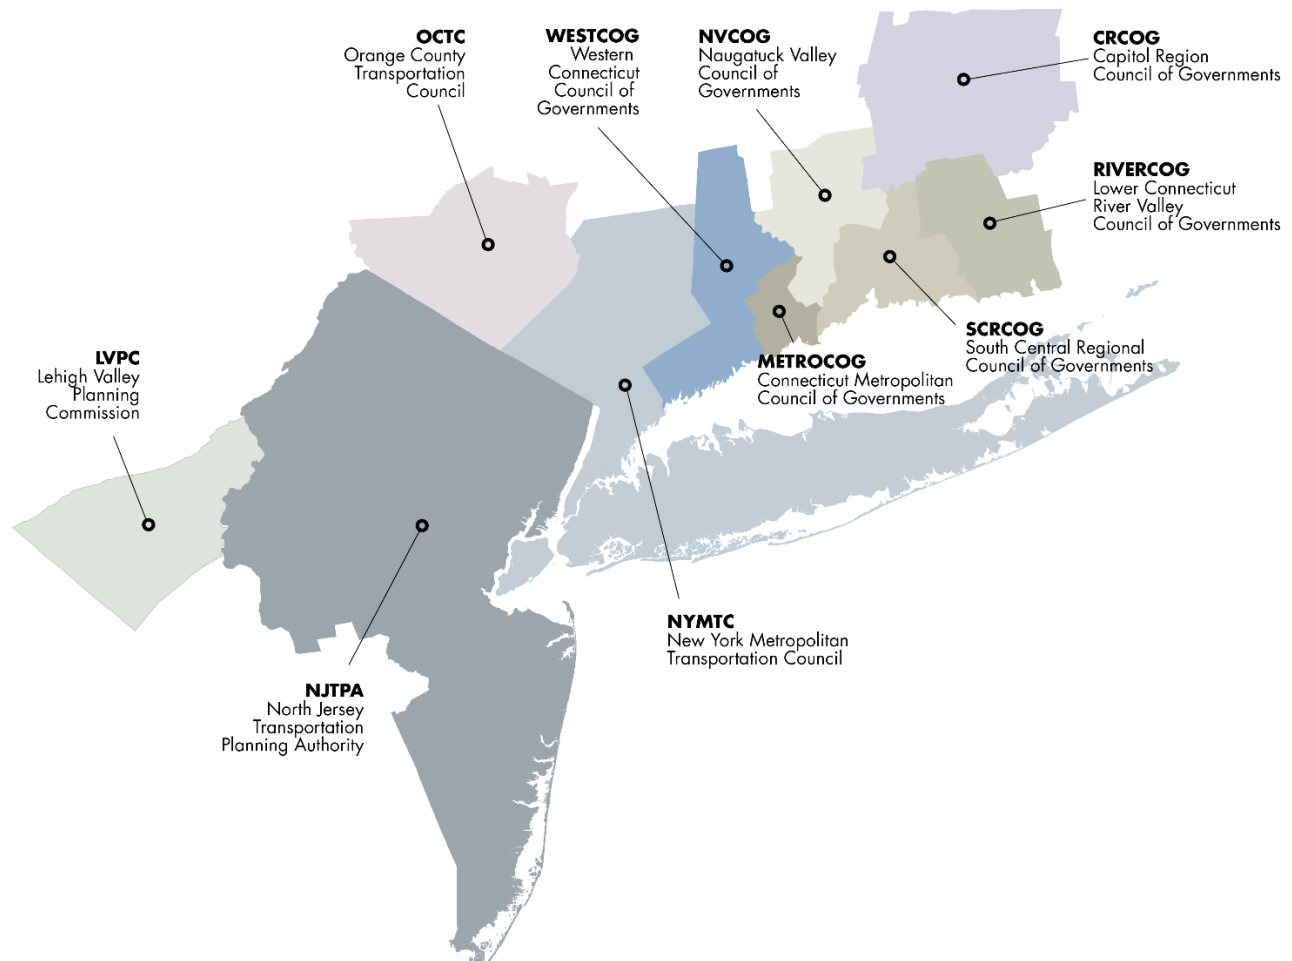 OCTC
Orange County
Transportation
Council
WESTCOG
Western
Connecticut
Council of
Governments
NVCOG
Naugatuck Valley
Council of
Governments
CRCOG
Capitol Region
Council of Governments
RIVERCOG
Lower Connecticut
River Valley
Council of Governments
SCRCOG
South Central Regional
Council of Governments
METROCOG
Connecticut Metropolitan
Council of Governments
LVPC
Lehigh Valley
Planning
Commission
NYMTC
New York Metropolitan
Transportation Council
NJTPA
North Jersey
Transportation
Planning Authority